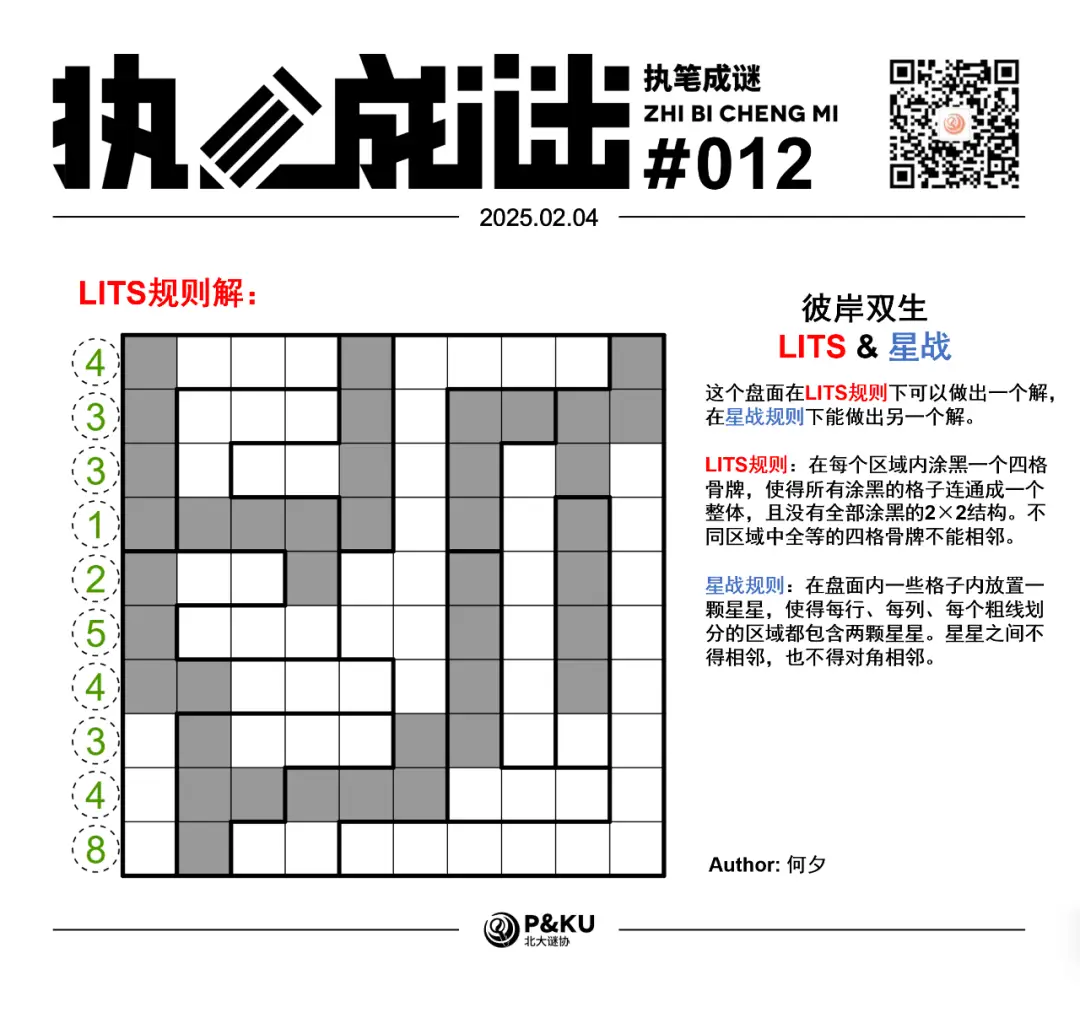 执笔成谜
执笔成谜
ZHI BI CHENG MI
#012
2025.02.04
LITS规则解：
4
3
3
1
2
5
4
3
4
8
彼岸双生
LITS & 星战
这个盘面在LITS规则下可以做出一个解，
在星战规则下能做出另一个解。
LITS规则：在每个区域内涂黑一个四格
骨牌，使得所有涂黑的格子连通成一个
整体，且没有全部涂黑的2×2结构。不
同区域中全等的四格骨牌不能相邻。
星战规则：在盘面内一些格子内放置一
颗星星，使得每行、每列、每个粗线划
分的区域都包含两颗星星。星星之间不
得相邻，也不得对角相邻。
Author: 何夕
P&KU
北大谜协